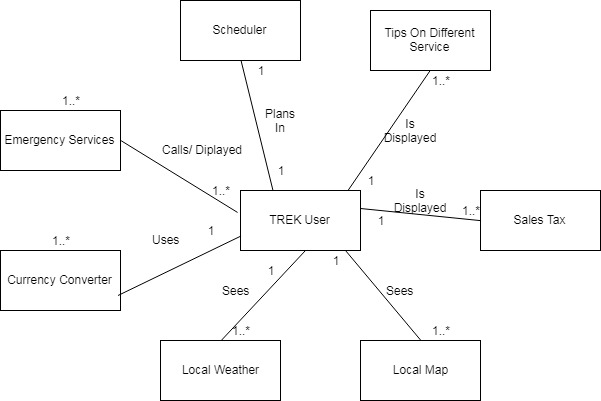 Scheduler
Tips On Different
Service
1
1..*
1..*
Plans
In
Is
Displayed
Emergency Services
Calls/ Diplayed
1
1
1..*
Is
Displayed
1..*
TREK User
Sales Tax
1
1
1..*
Uses
1
1
Currency Converter
Sees
Sees
1..*
1..*
Local Weather
Local Map